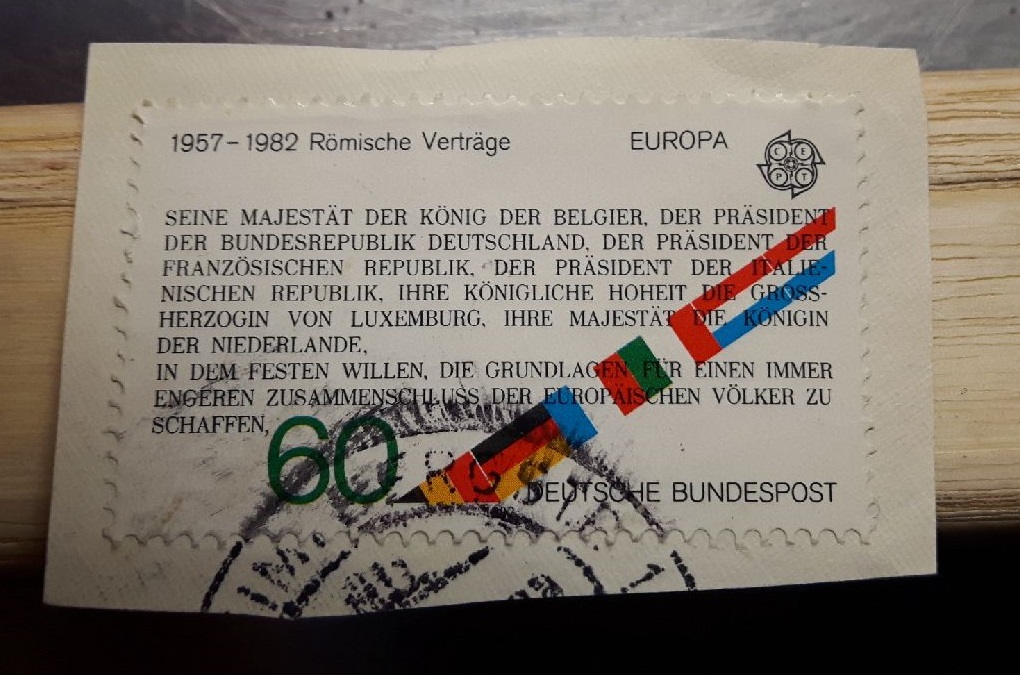 1957–1982 Römische Verträge EUROPA
CEPT
SEINE MAJESTÄT DER KÖNIG DER BELGIER, DER PRÄSIDENT
DER BUNDESREPUBLIK DEUTSCHLAND, DER PRÄSIDENT DER
FRANZÖSISCHEN REPUBLIK, DER PRÄSIDENT DER ITALIE-
NISCHEN REPUBLIK, IHRE KÖNIGLICHE HOHEIT DIE GROSS-
HERZOGIN VON LUXEMBURG, IHRE MAJESTÄT DIE KÖNIGIN
DER NIEDERLANDE,
IN DEM FESTEN WILLEN, DIE GRUNDLAGEN FÜR EINEN IMMER
ENGEREN ZUSAMMENSCHLUSS DER EUROPÄISCHEN VÖLKER ZU
SCHAFFEN,
60
DEUTSCHE BUNDESPOST